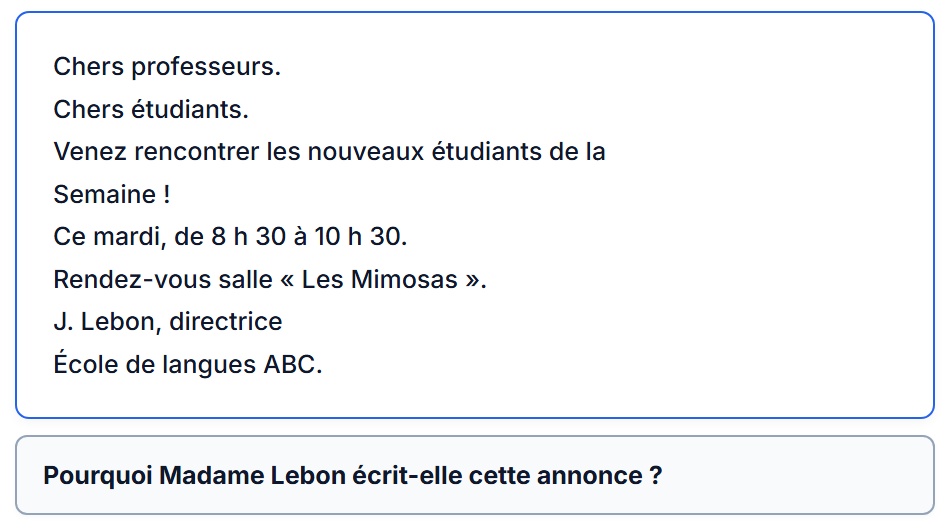 Chers professeurs.
Chers étudiants.
Venez rencontrer les nouveaux étudiants de la
Semaine !
Ce mardi, de 8 h 30 à 10 h 30.
Rendez-vous salle « Les Mimosas ».
J. Lebon, directrice
École de langues ABC.
Pourquoi Madame Lebon écrit-elle cette annonce ?